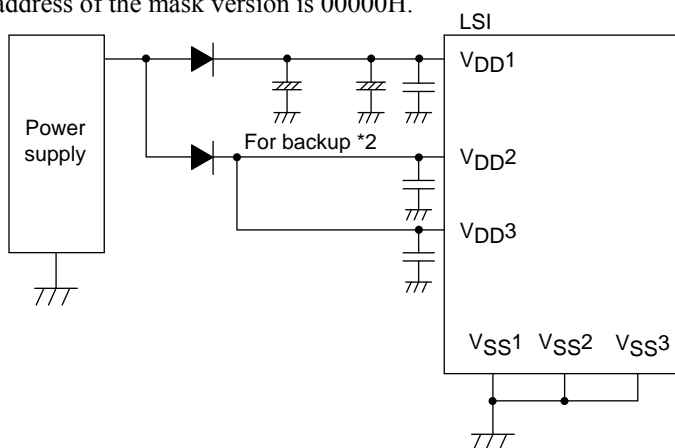 address of the mask version is 00000H.
LSI
VDD1
Power
supply
For backup *2
VDD2
VDD3
VSS1 VSS2 VSS3